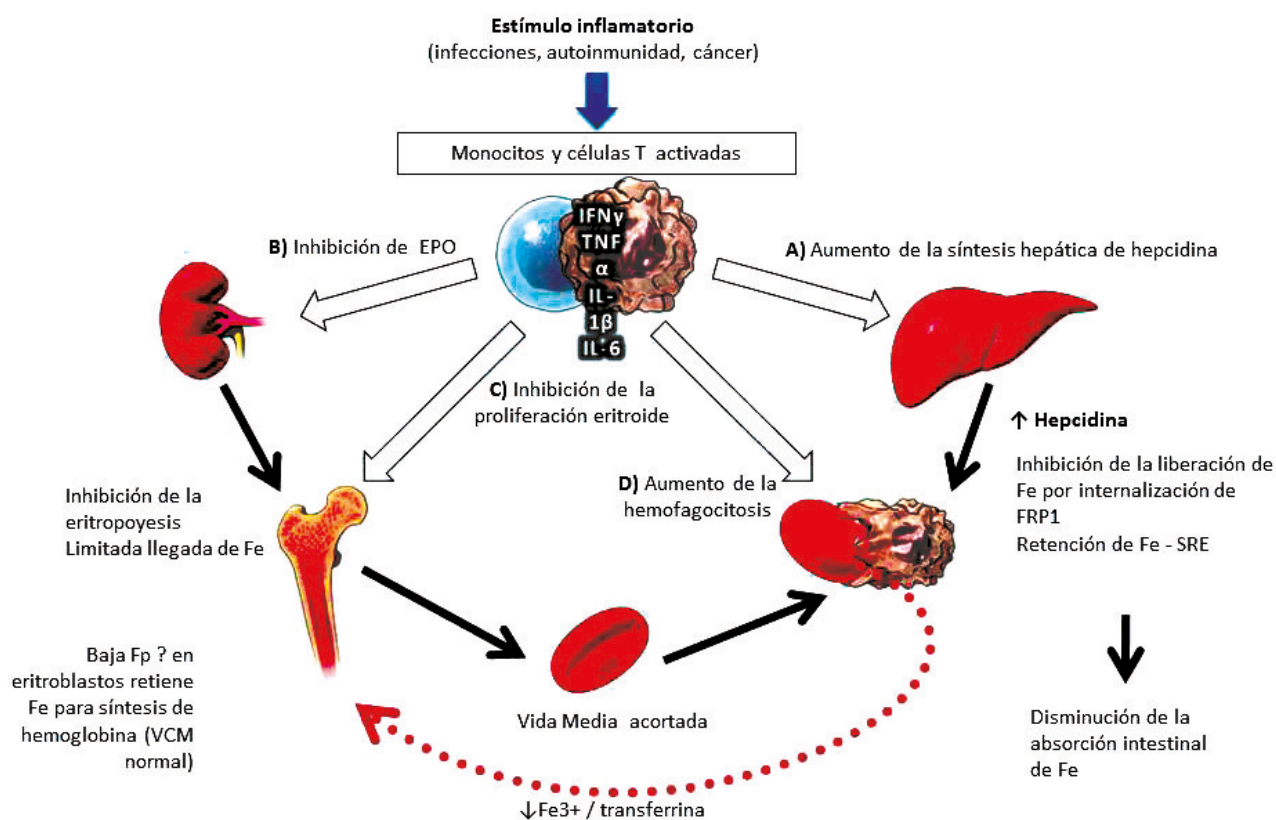 Estímulo inflamatorio
(infecciones, autoinmunidad, cáncer)
Monocitos y células T activadas
IFNγ
TNF
α
IL-
1β
IL-6
B) Inhibición de EPO
A) Aumento de la síntesis hepática de hepcidina
C) Inhibición de la
proliferación eritroide
D) Aumento de la
hemofagocitosis
↑ Hepcidina
Inhibición de la liberación de
Fe por internalización de
FRP1
Retención de Fe - SRE
Inhibición de la
eritropoyesis
Limitada llegada de Fe
Baja Fp ? en
eritroblastos retiene
Fe para síntesis de
hemoglobina (VCM
normal)
Vida Media acortada
Disminución de la
absorción intestinal
de Fe
↓Fe3+ / transferrina